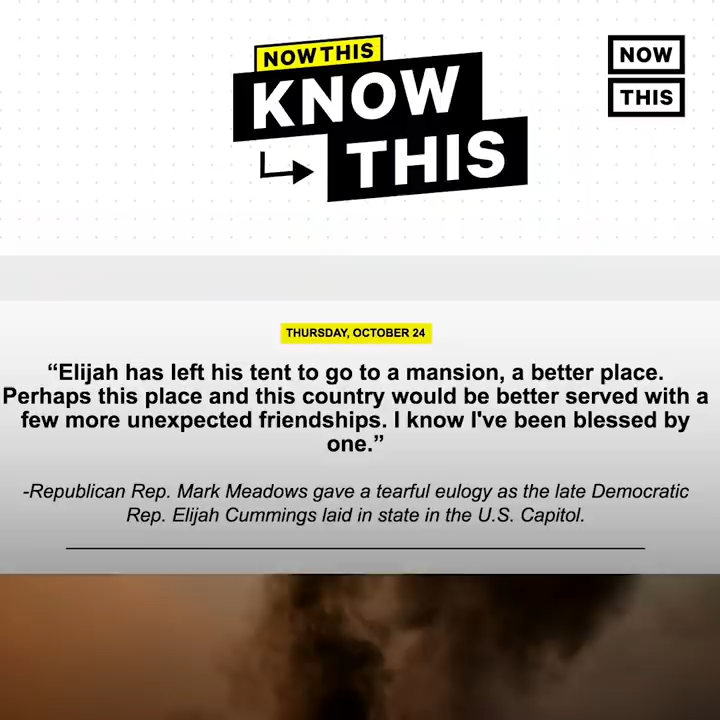 NOWTHIS
KNOW
THIS
NOW
THIS
THURSDAY, OCTOBER 24
“Elijah has left his tent to go to a mansion, a better place.
Perhaps this place and this country would be better served with a
few more unexpected friendships. I know I've been blessed by
one.”
-Republican Rep. Mark Meadows gave a tearful eulogy as the late Democratic
Rep. Elijah Cummings laid in state in the U.S. Capitol.